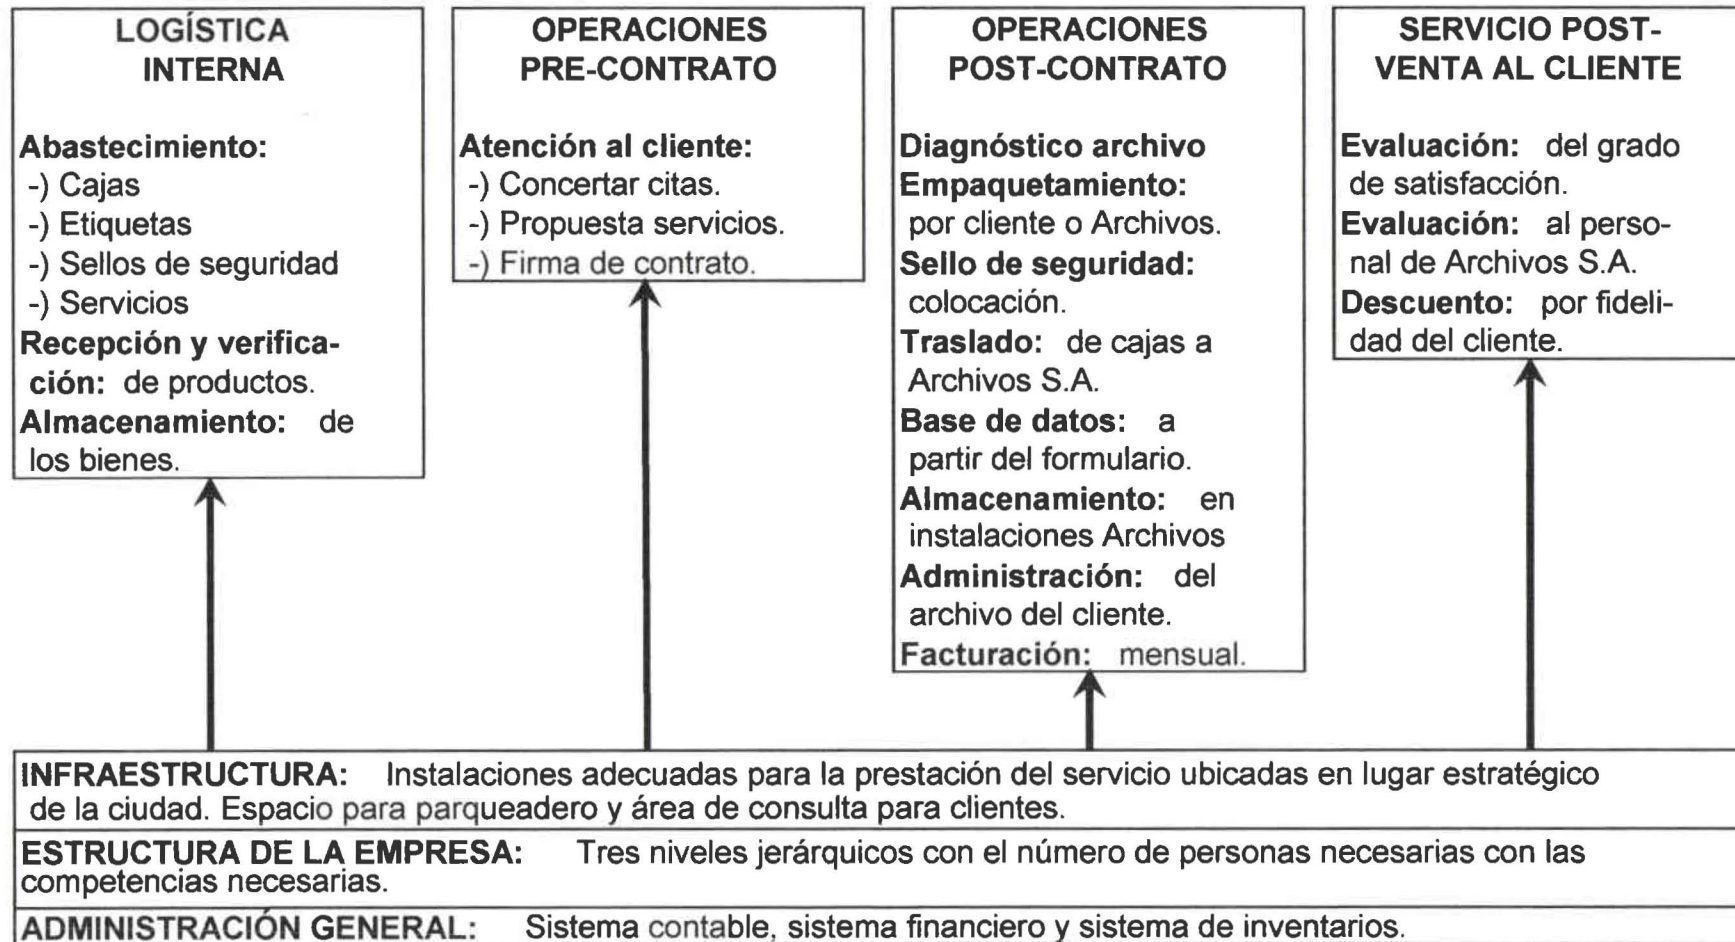 LOGÍSTICA
INTERNA
Abastecimiento:
-) Cajas
-) Etiquetas
-) Sellos de seguridad
-) Servicios
Recepción y verifica-
ción: de productos.
Almacenamiento: de
los bienes.
OPERACIONES
PRE-CONTRATO
Atención al cliente:
-) Concertar citas.
-) Propuesta servicios.
-) Firma de contrato.
OPERACIONES
POST-CONTRATO
Diagnóstico archivo
Empaquetamiento:
por cliente o Archivos.
Sello de seguridad:
colocación.
Traslado: de cajas a
Archivos S.A.
Base de datos: a
partir del formulario.
Almacenamiento: en
instalaciones Archivos
Administración: del
archivo del cliente.
Facturación: mensual.
SERVICIO POST-
VENTA AL CLIENTE
Evaluación: del grado
de satisfacción.
Evaluación: al perso-
nal de Archivos S.A.
Descuento: por fideli-
dad del cliente.
INFRAESTRUCTURA: Instalaciones adecuadas para la prestación del servicio ubicadas en lugar estratégico
de la ciudad. Espacio para parqueadero y área de consulta para clientes.
ESTRUCTURA DE LA EMPRESA: Tres niveles jerárquicos con el número de personas necesarias con las
competencias necesarias.
ADMINISTRACIÓN GENERAL: Sistema contable, sistema financiero y sistema de inventarios.